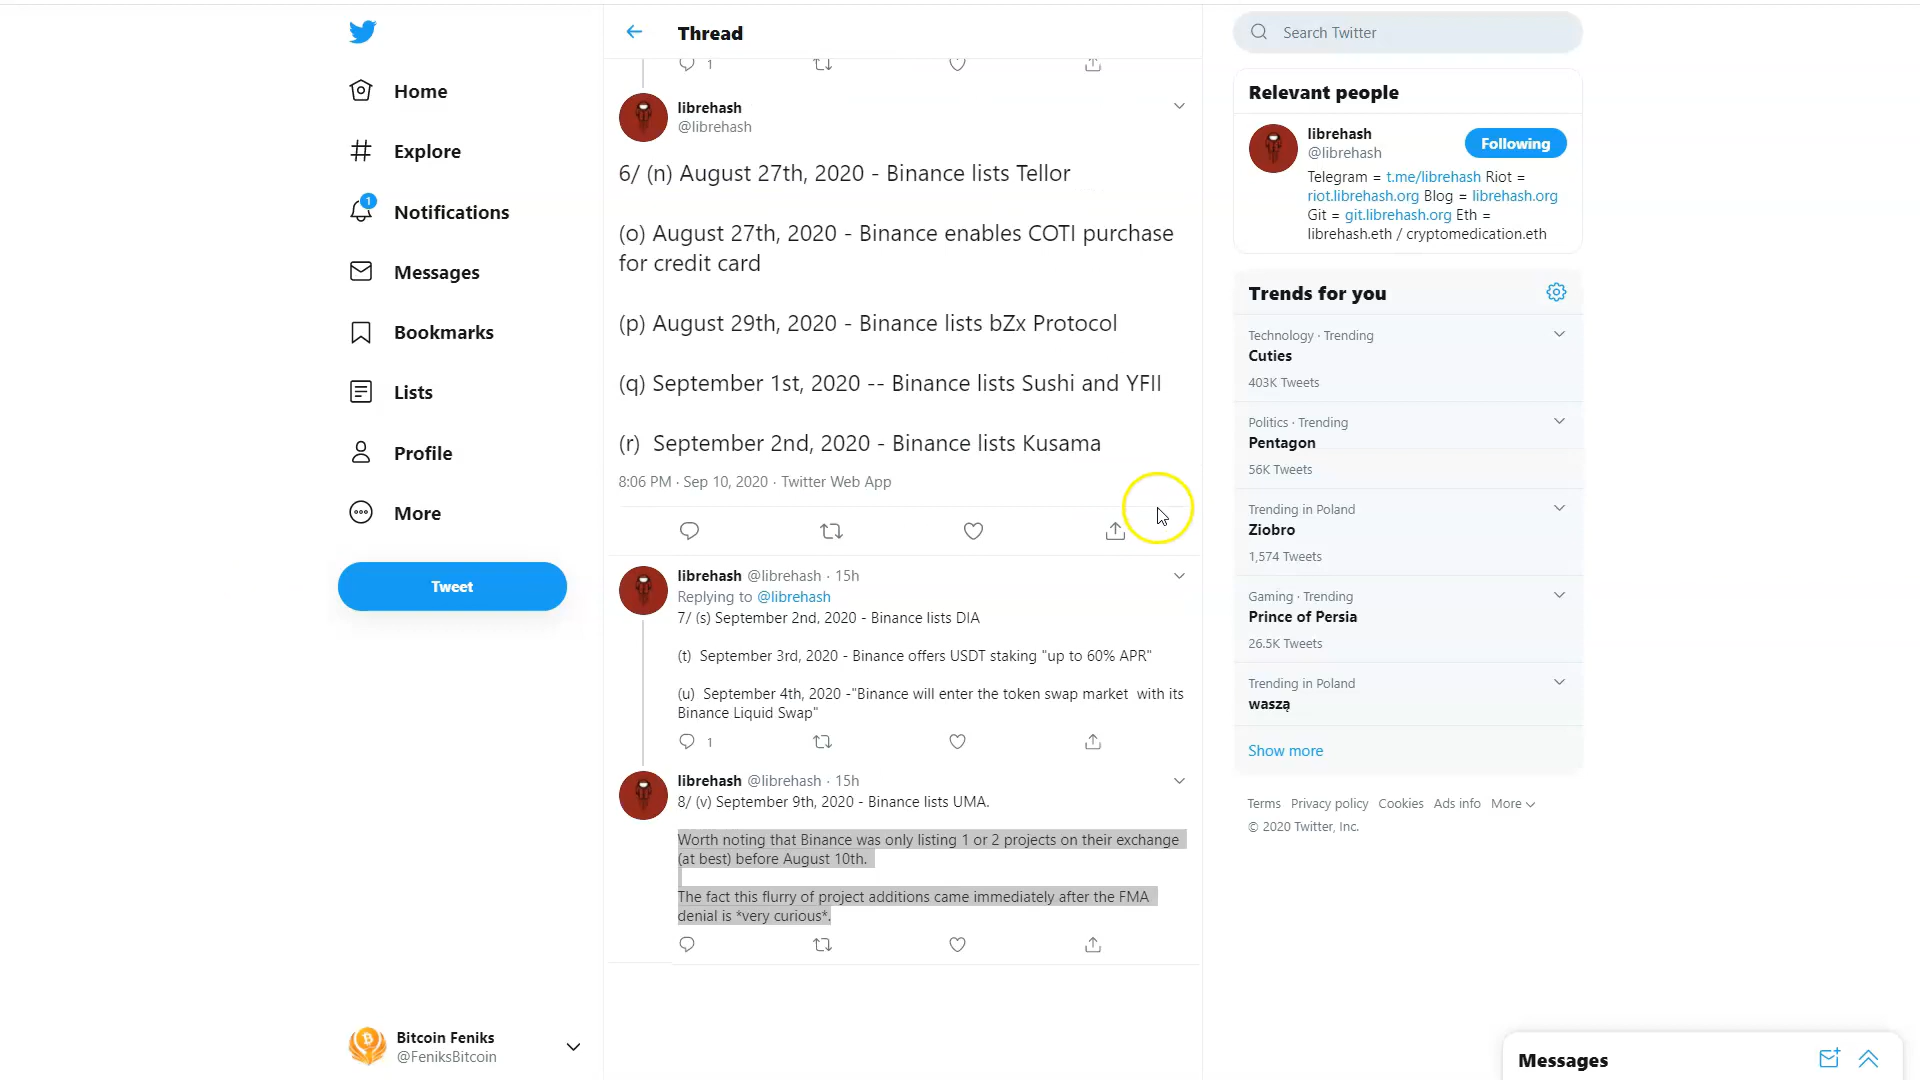 Home
Explore
1
Notifications
Messages
Bookmarks
Lists
Profile
More
Tweet
Bitcoin Feniks
@FeniksBitcoin
Thread
1
librehash
@librehash
6/ (n) August 27th, 2020 - Binance lists Tellor
(o) August 27th, 2020 - Binance enables COTI purchase
for credit card
(p) August 29th, 2020 - Binance lists bZx Protocol
(q) September 1st, 2020 -- Binance lists Sushi and YFII
(r) September 2nd, 2020 - Binance lists Kusama
8:06 PM · Sep 10, 2020 · Twitter Web App
librehash @librehash · 15h
Replying to @librehash
7/ (s) September 2nd, 2020 - Binance lists DIA
(t) September 3rd, 2020 - Binance offers USDT staking "up to 60% APR"
(u) September 4th, 2020 -"Binance will enter the token swap market with its
Binance Liquid Swap"
1
librehash @librehash · 15h
8/ (v) September 9th, 2020 - Binance lists UMA.
Worth noting that Binance was only listing 1 or 2 projects on their exchange
(at best) before August 10th.
The fact this flurry of project additions came immediately after the FMA
denial is *very curious*.
Search Twitter
Relevant people
librehash
@librehash
Following
Telegram = t.me/librehash Riot =
riot.librehash.org Blog = librehash.org
Git = git.librehash.org Eth =
librehash.eth / cryptomedication.eth
Trends for you
Technology · Trending
Cuties
403K Tweets
Politics · Trending
Pentagon
56K Tweets
Trending in Poland
Ziobro
1,574 Tweets
Gaming · Trending
Prince of Persia
26.5K Tweets
Trending in Poland
waszą
Show more
Terms Privacy policy Cookies Ads info More
© 2020 Twitter, Inc.
Messages